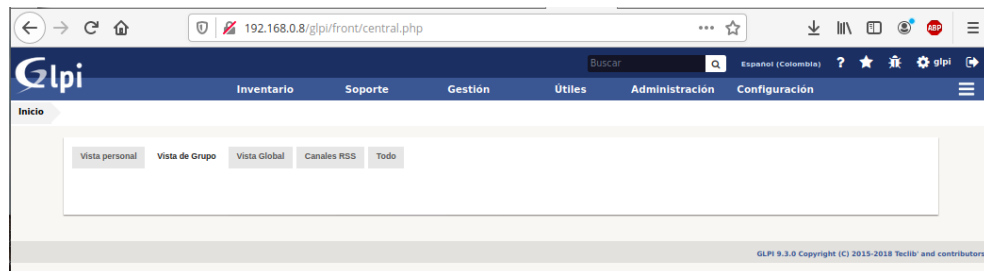 192.168.0.8/glpi/front/central.php
ABP
Glpi
Buscar
Español (Colombia)
?
glpi
Inventario Soporte Gestión Útiles Administración Configuración
Inicio
Vista personal Vista de Grupo Vista Global Canales RSS Todo
GLPI 9.3.0 Copyright (C) 2015-2018 Teclib' and contributors